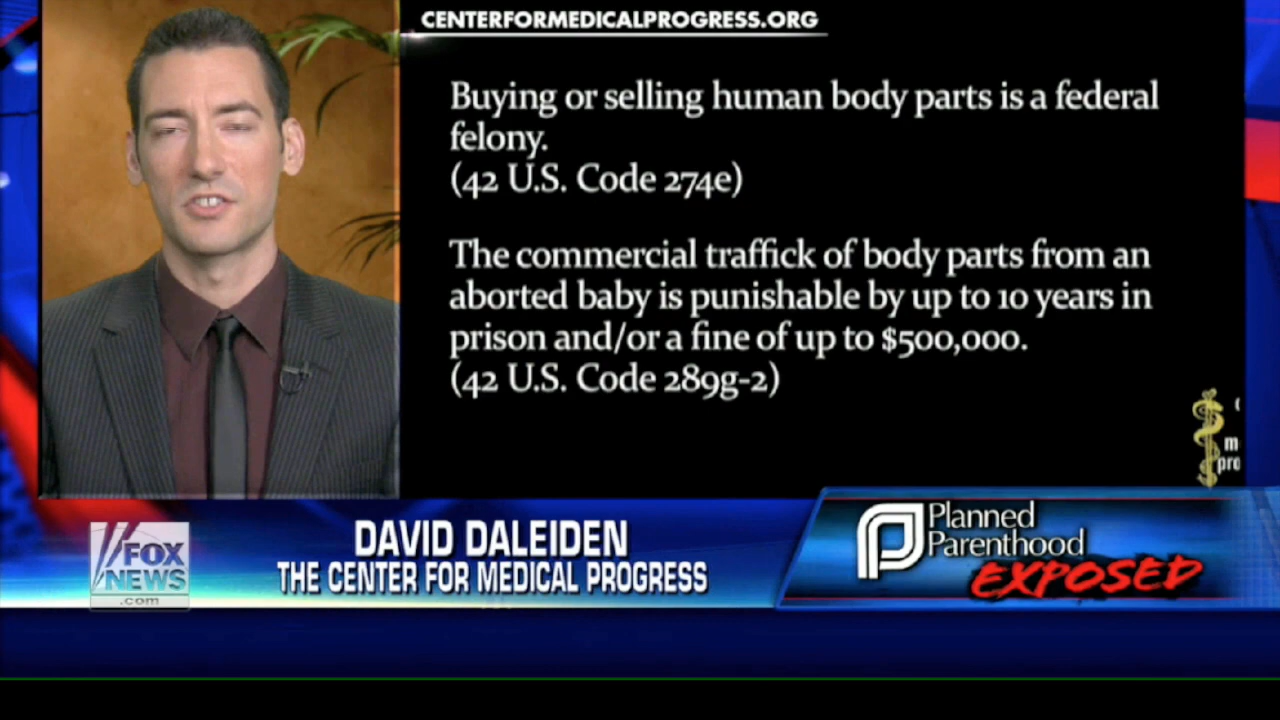 CENTERFORMEDICALPROGRESS.ORG
Buying or selling human body parts is a federal
felony.
(42 U.S. Code 274e)
The commercial traffick of body parts from an
aborted baby is punishable by up to 10 years in
prison and/or a fine of up to $500,000.
(42 U.S. Code 289g-2)
m
pro
DAVID DALEIDEN
THE CENTER FOR MEDICAL PROGRESS
FOX
NEWS
.com
Planned
Parenthood
EXPOSED